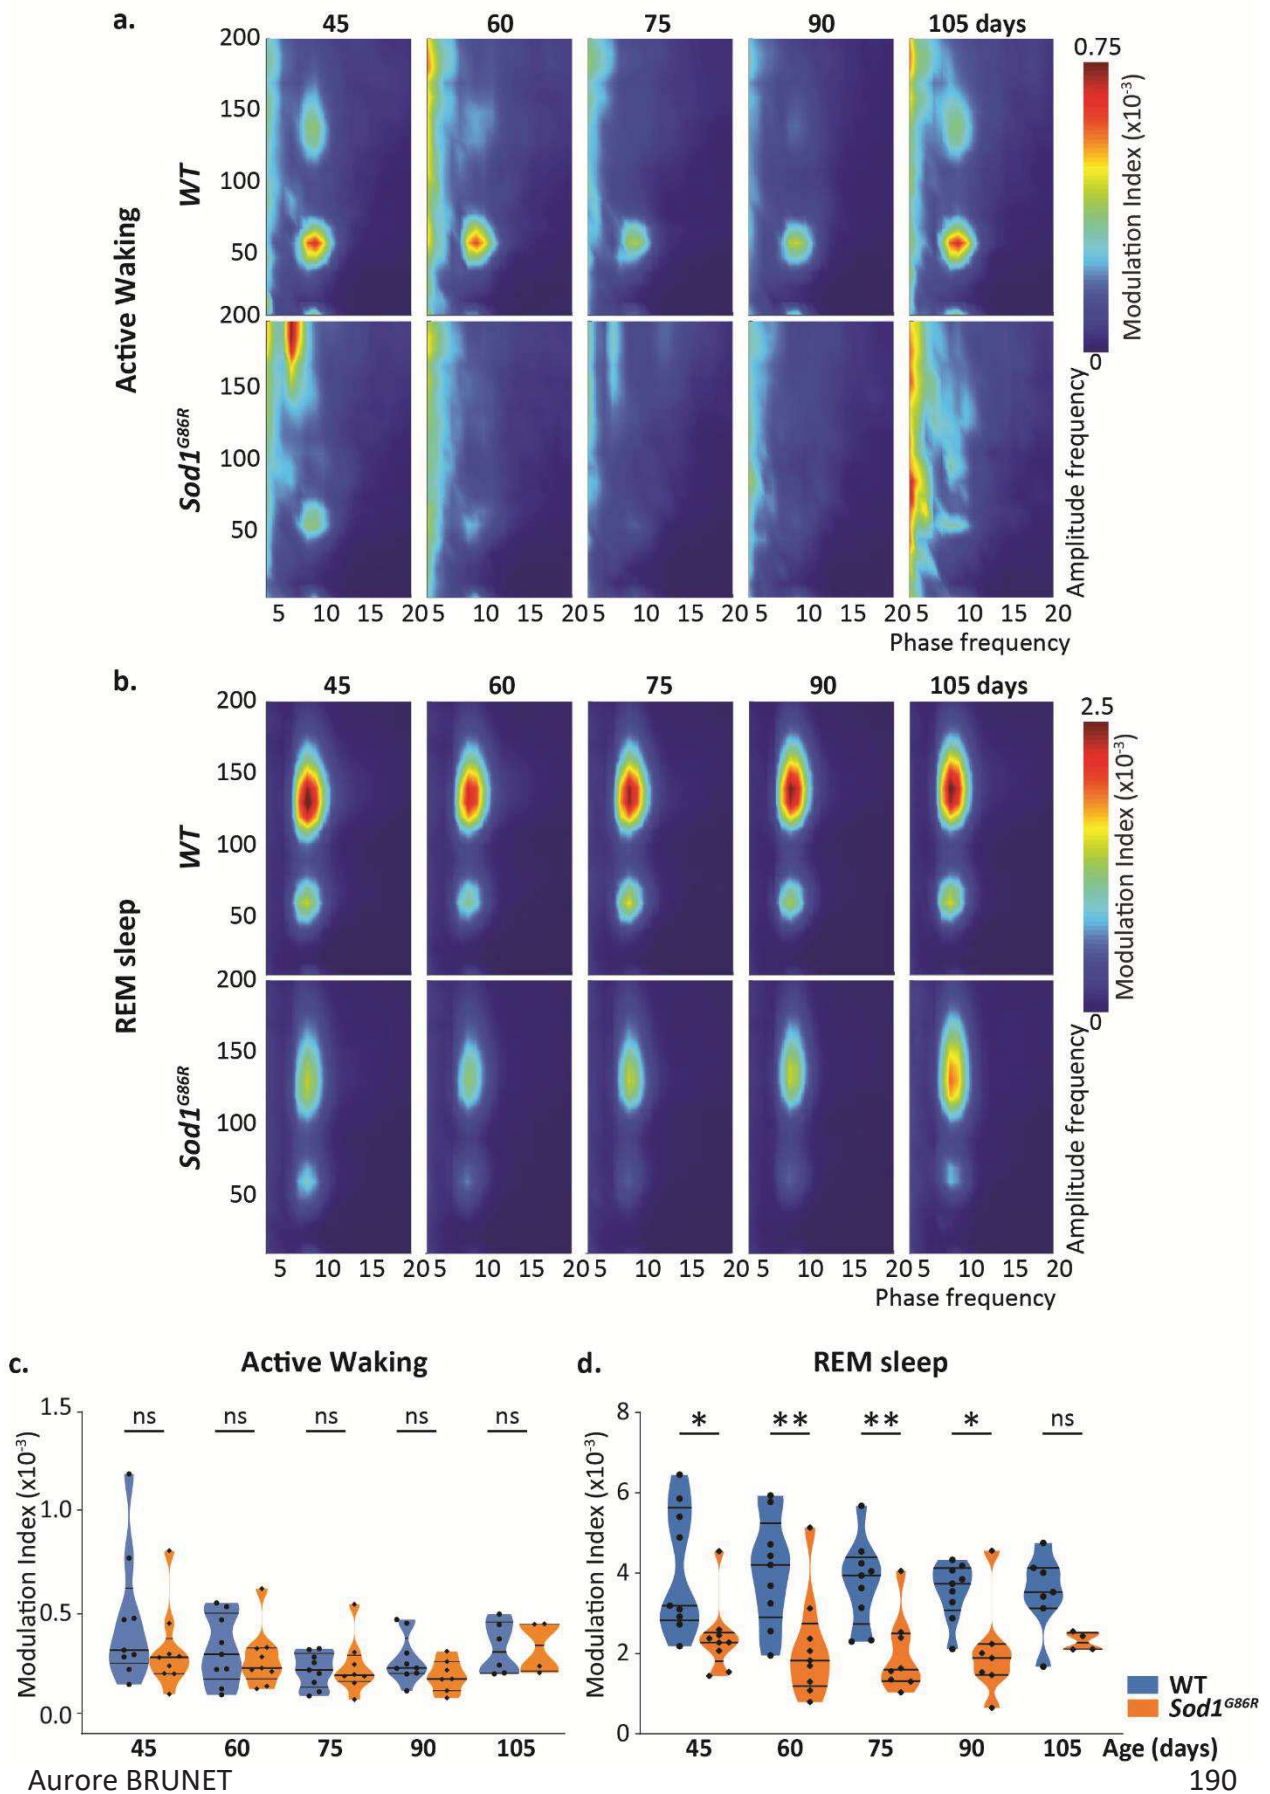 a.
45 60 75 90 105 days
200
150
100
50
WT
Active Waking
0.75
Modulation Index (x10⁻³)
0
200
150
100
50
Sod1ᴳ⁸⁶ᴿ
Amplitude frequency
5 10 15 20 5 10 15 20 5 10 15 20 5 10 15 20 5 10 15 20
Phase frequency
b.
45 60 75 90 105 days
200
150
100
50
WT
REM sleep
2.5
Modulation Index (x10⁻³)
0
200
150
100
50
Sod1ᴳ⁸⁶ᴿ
Amplitude frequency
5 10 15 20 5 10 15 20 5 10 15 20 5 10 15 20 5 10 15 20
Phase frequency
c. Active Waking
1.5
1.0
0.5
0.0
Modulation Index (x10⁻³)
ns ns ns ns ns
45 60 75 90 105
d. REM sleep
8
6
4
2
0
Modulation Index (x10⁻³)
* ** ** * ns
45 60 75 90 105 Age (days)
WT
Sod1ᴳ⁸⁶ᴿ
Aurore BRUNET 190